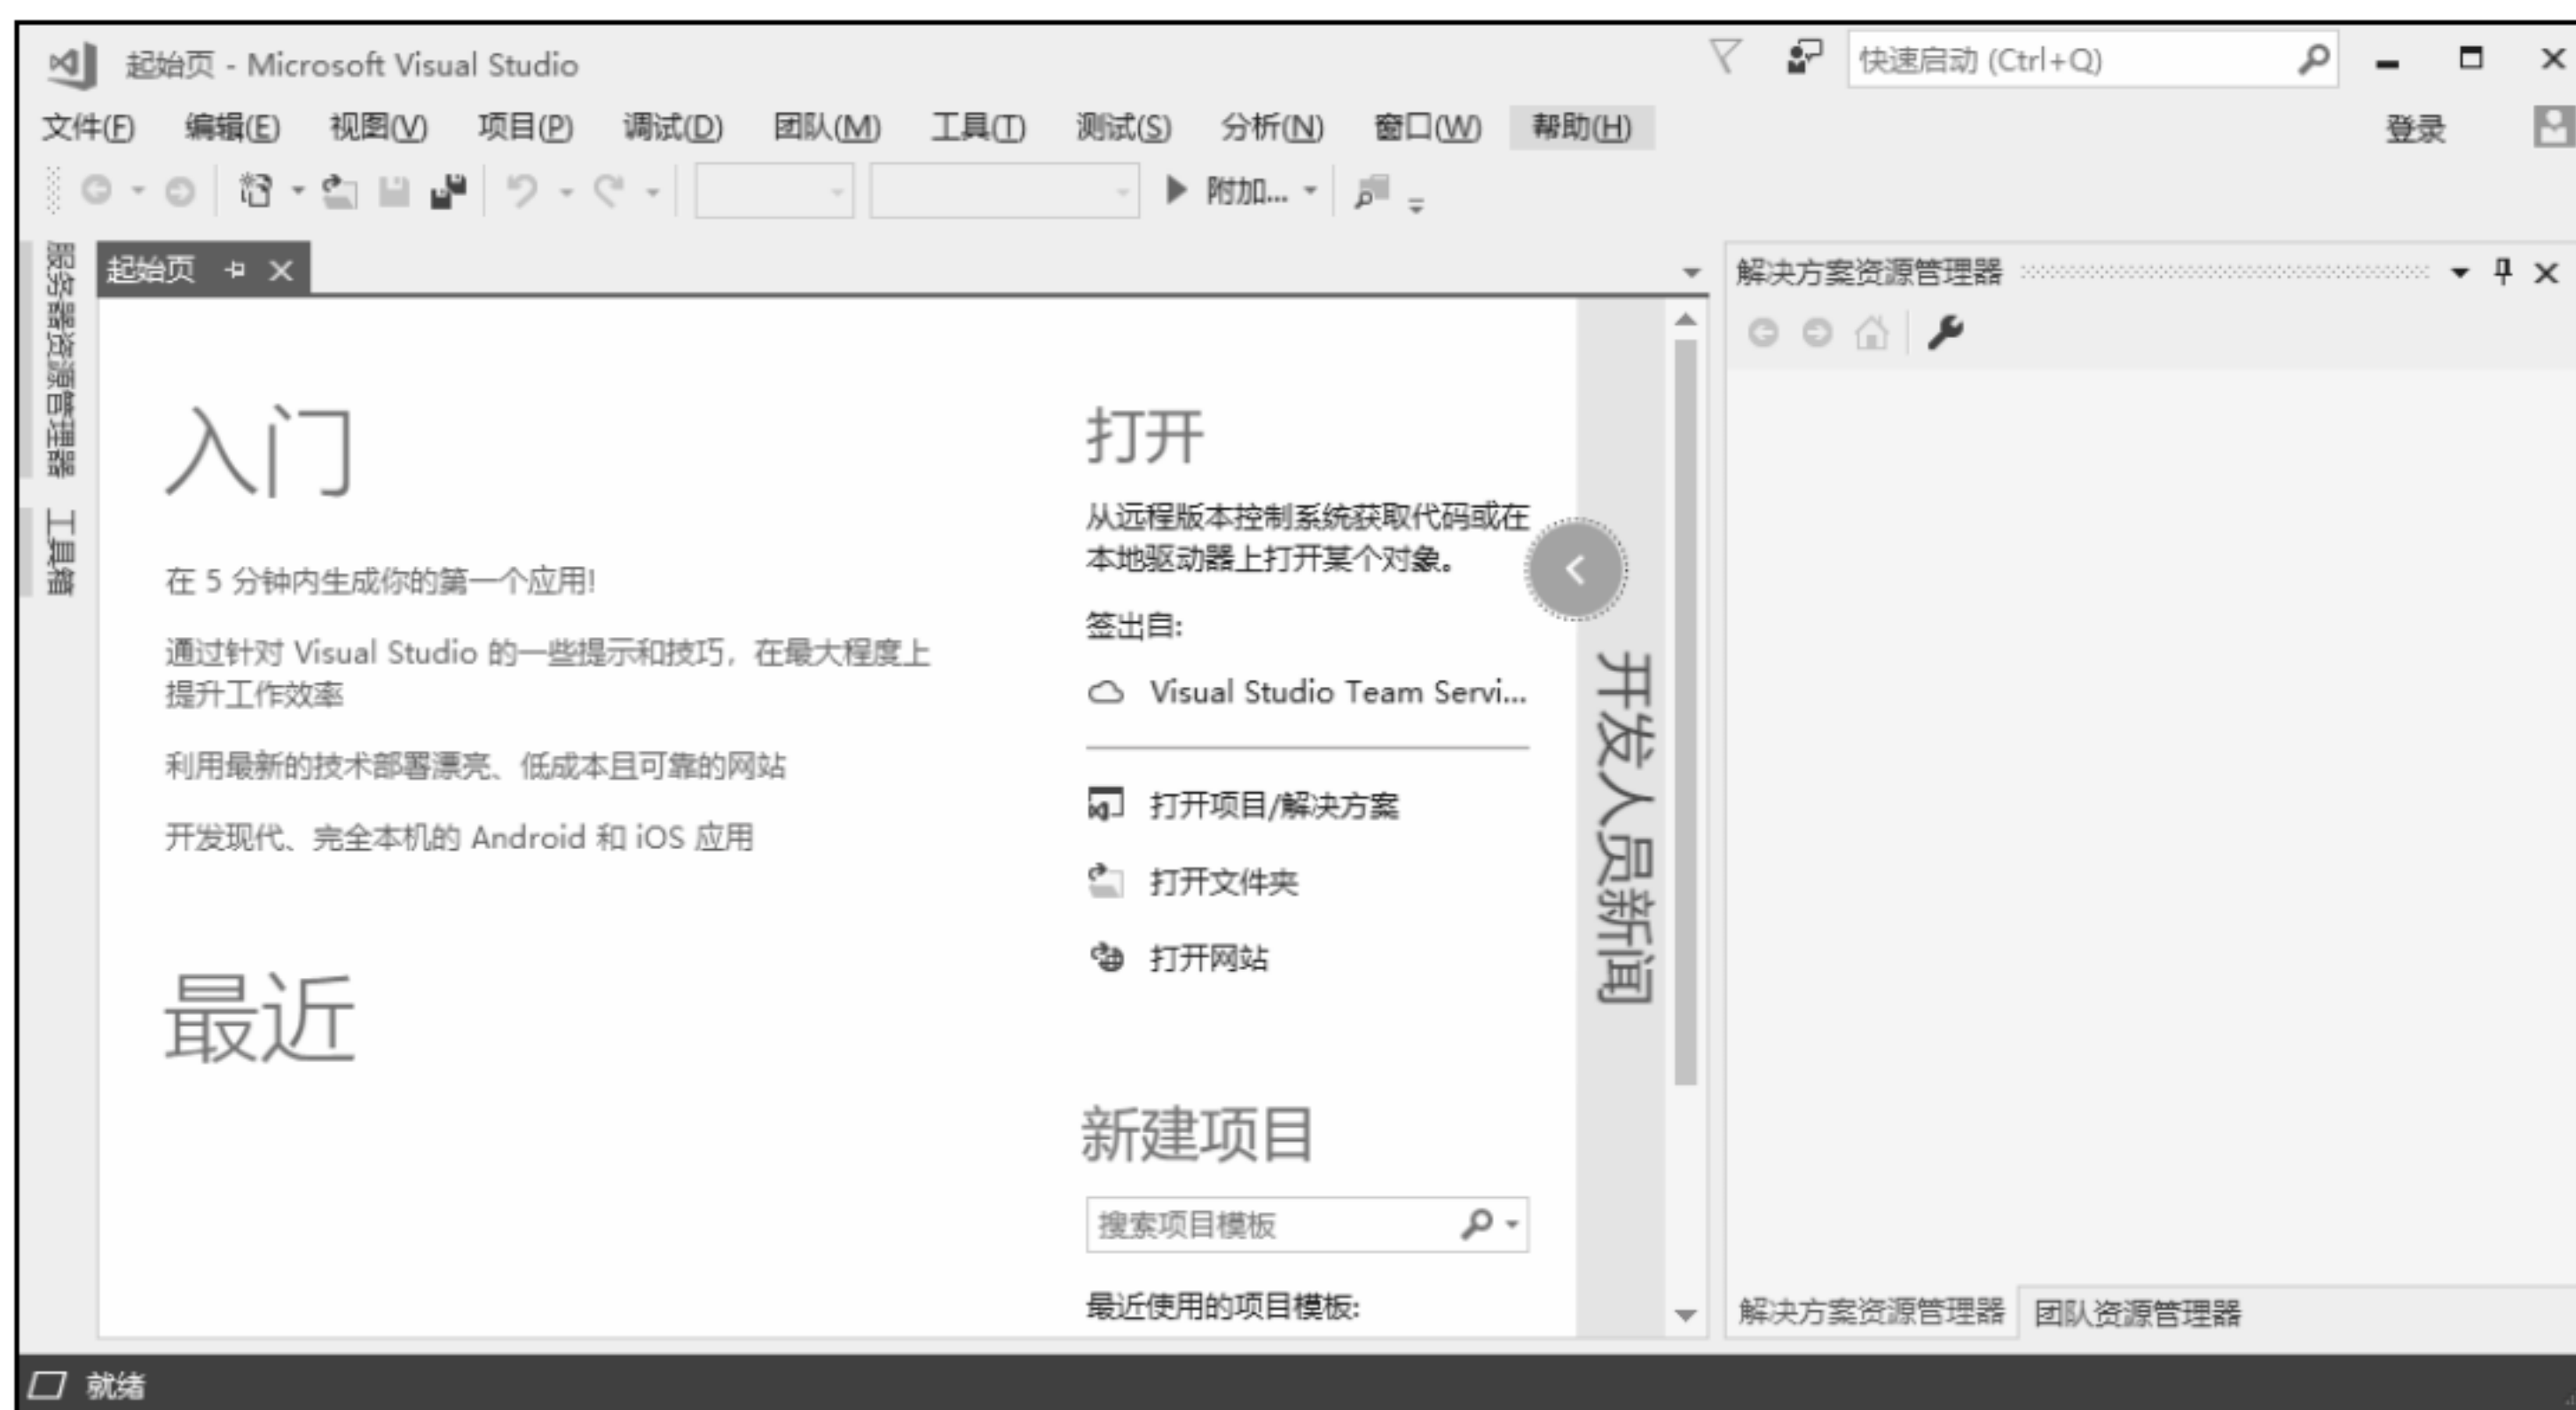 起始页 - Microsoft Visual Studio
快速启动 (Ctrl+Q)
文件(F) 编辑(E) 视图(V) 项目(P) 调试(D) 团队(M) 工具(T) 测试(S) 分析(N) 窗口(W) 帮助(H) 登录
附加...
服务器资源管理器
工具箱
起始页
入门
在 5 分钟内生成你的第一个应用!
通过针对 Visual Studio 的一些提示和技巧，在最大程度上
提升工作效率
利用最新的技术部署漂亮、低成本且可靠的网站
开发现代、完全本机的 Android 和 iOS 应用
最近
打开
从远程版本控制系统获取代码或在
本地驱动器上打开某个对象。
签出自:
Visual Studio Team Servi...
打开项目/解决方案
打开文件夹
打开网站
新建项目
搜索项目模板
最近使用的项目模板:
开发人员新闻
解决方案资源管理器
解决方案资源管理器 团队资源管理器
就绪